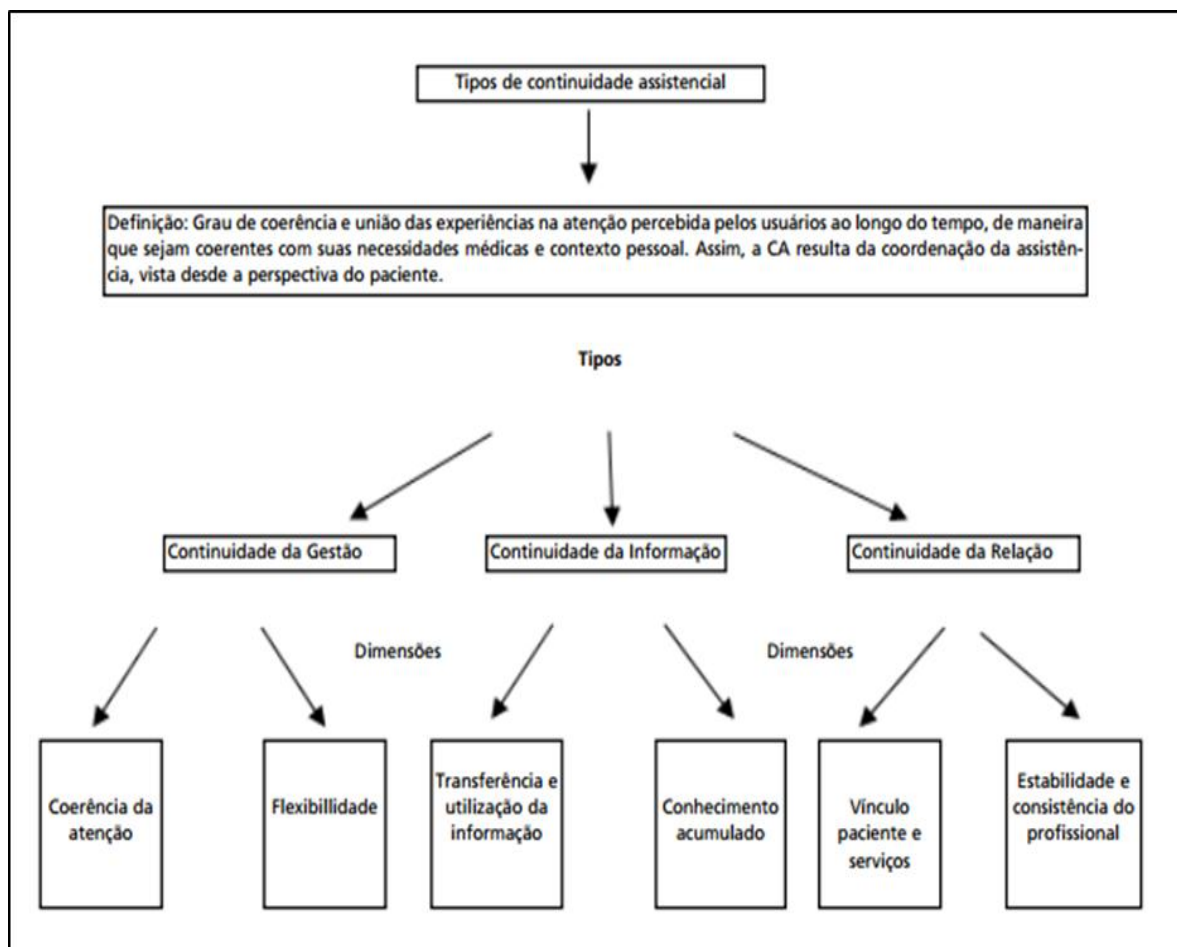 Tipos de continuidade assistencial
Definição: Grau de coerência e união das experiências na atenção percebida pelos usuários ao longo do tempo, de maneira
que sejam coerentes com suas necessidades médicas e contexto pessoal. Assim, a CA resulta da coordenação da assistên-
cia, vista desde a perspectiva do paciente.
Tipos
Continuidade da Gestão
Continuidade da Informação
Continuidade da Relação
Dimensões
Dimensões
Coerência da
atenção
Flexibillidade
Transferência e
utilização da
informação
Conhecimento
acumulado
Vínculo
paciente e
serviços
Estabilidade e
consistência do
profissional